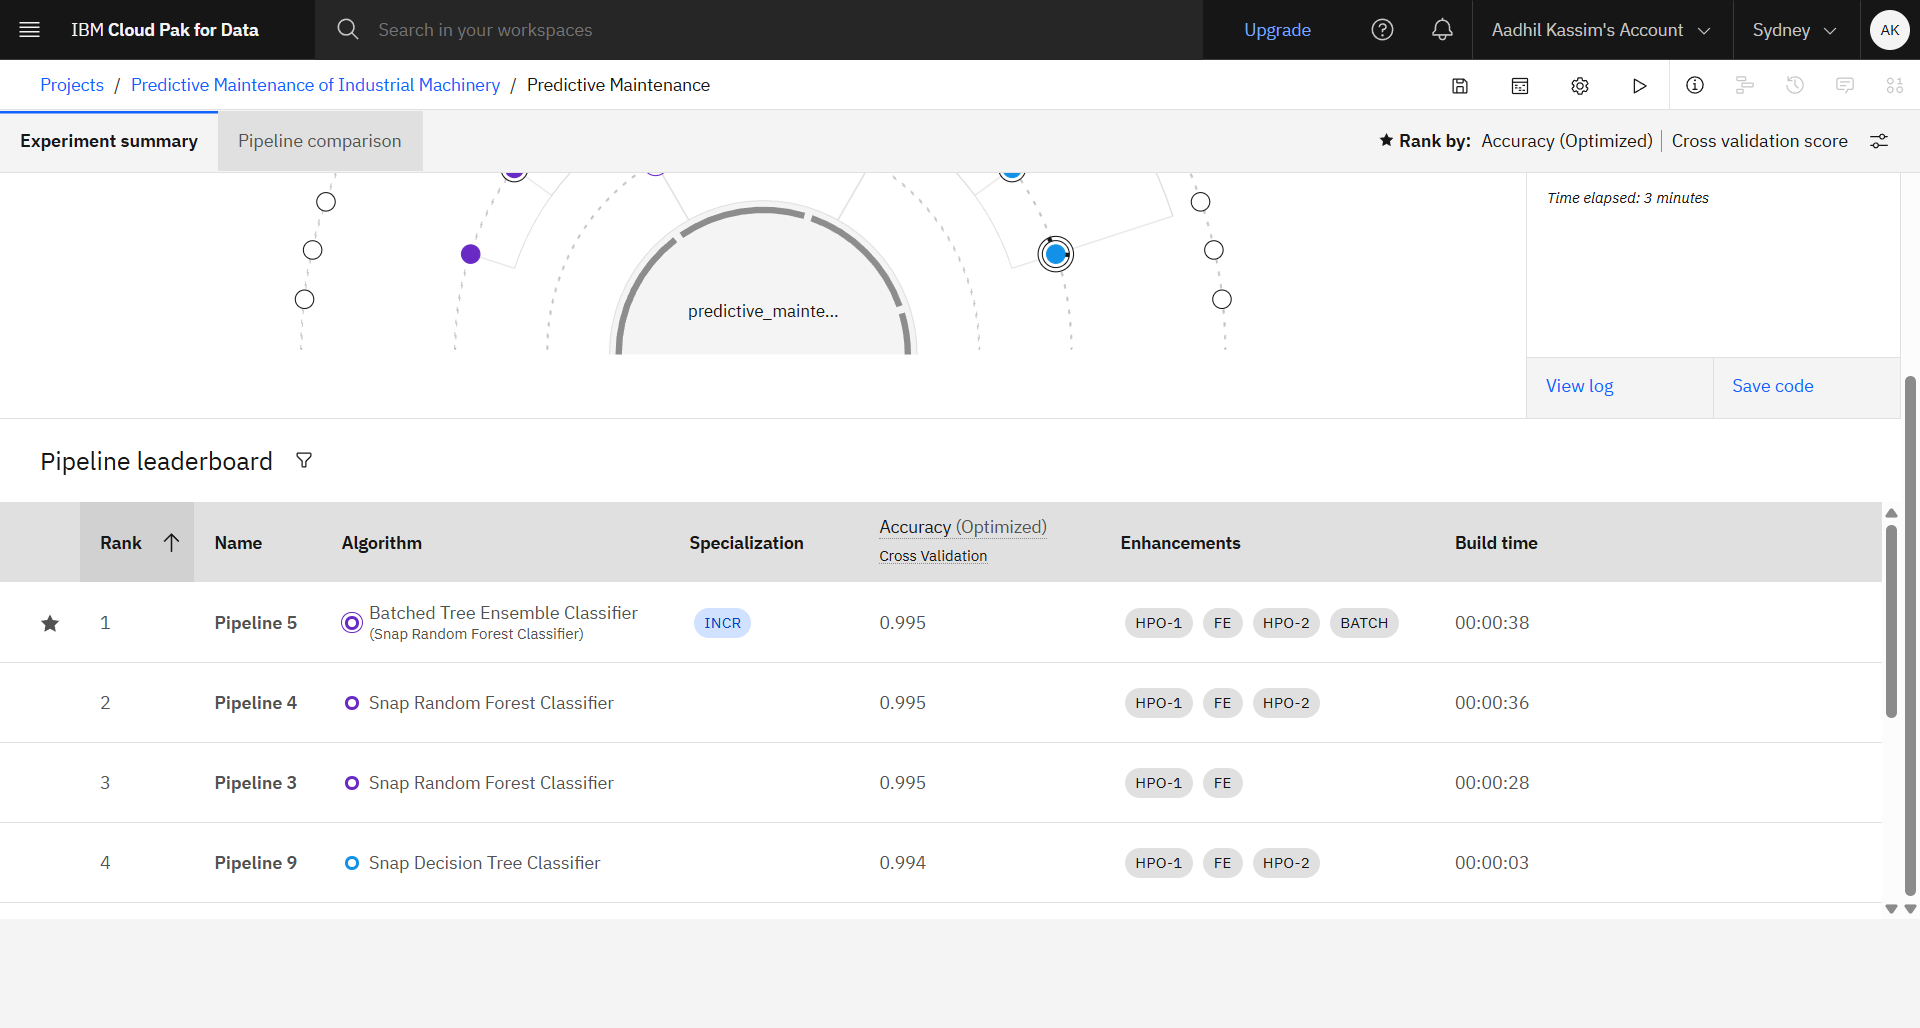 IBM Cloud Pak for Data
Search in your workspaces
Upgrade
Aadhil Kassim's Account
Sydney
AK
Projects / Predictive Maintenance of Industrial Machinery / Predictive Maintenance
Experiment summary
Pipeline comparison
Rank by: Accuracy (Optimized) | Cross validation score
Time elapsed: 3 minutes
predictive_mainte...
View log
Save code
Pipeline leaderboard
Rank Name Algorithm Specialization Accuracy (Optimized) Enhancements Build time
Cross Validation
1 Pipeline 5 Batched Tree Ensemble Classifier INCR 0.995 HPO-1 FE HPO-2 BATCH 00:00:38
(Snap Random Forest Classifier)
2 Pipeline 4 Snap Random Forest Classifier 0.995 HPO-1 FE HPO-2 00:00:36
3 Pipeline 3 Snap Random Forest Classifier 0.995 HPO-1 FE 00:00:28
4 Pipeline 9 Snap Decision Tree Classifier 0.994 HPO-1 FE HPO-2 00:00:03